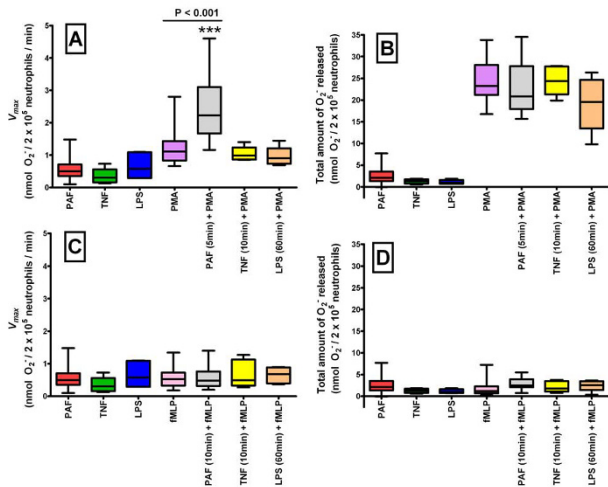 P < 0.001
A
***
Vmax
(nmol O2-/ 2 x 10^5 neutrophils / min)
5
4
3
2
1
0
PAF
TNF
LPS
PMA
PAF (5min) + PMA
TNF (10min) + PMA
LPS (60min) + PMA
B
Total amount of O2- released
(nmol O2-/ 2 x 10^5 neutrophils)
35
30
25
20
15
10
5
0
PAF
TNF
LPS
PMA
PAF (5min) + PMA
TNF (10min) + PMA
LPS (60min) + PMA
C
Vmax
(nmol O2-/ 2 x 10^5 neutrophils / min)
5
4
3
2
1
0
PAF
TNF
LPS
fMLP
PAF (10min) + fMLP
TNF (10min) + fMLP
LPS (60min) + fMLP
D
Total amount of O2- released
(nmol O2-/ 2 x 10^5 neutrophils)
35
30
25
20
15
10
5
0
PAF
TNF
LPS
fMLP
PAF (10min) + fMLP
TNF (10min) + fMLP
LPS (60min) + fMLP